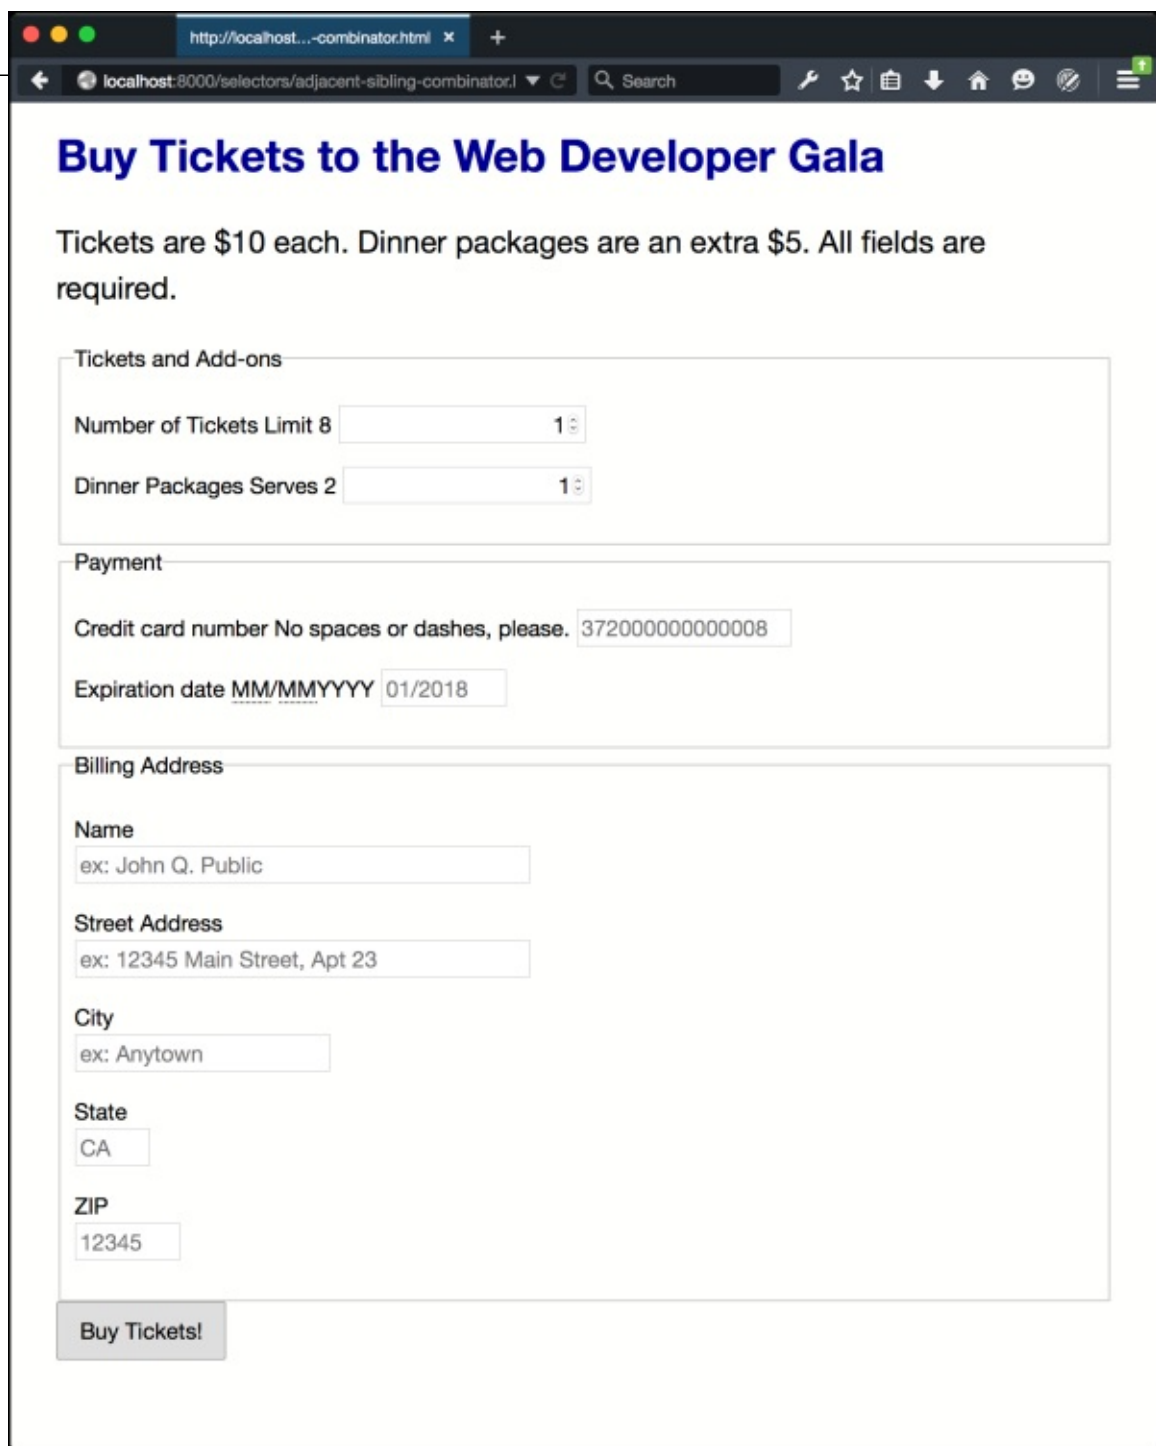 http://localhost...-combinator.html × +
localhost:8000/selectors/adjacent-sibling-combinator.l Search
Buy Tickets to the Web Developer Gala
Tickets are $10 each. Dinner packages are an extra $5. All fields are
required.
Tickets and Add-ons
Number of Tickets Limit 8 1
Dinner Packages Serves 2 1
Payment
Credit card number No spaces or dashes, please. 372000000000008
Expiration date MM/MMYYYY 01/2018
Billing Address
Name
ex: John Q. Public
Street Address
ex: 12345 Main Street, Apt 23
City
ex: Anytown
State
CA
ZIP
12345
Buy Tickets!